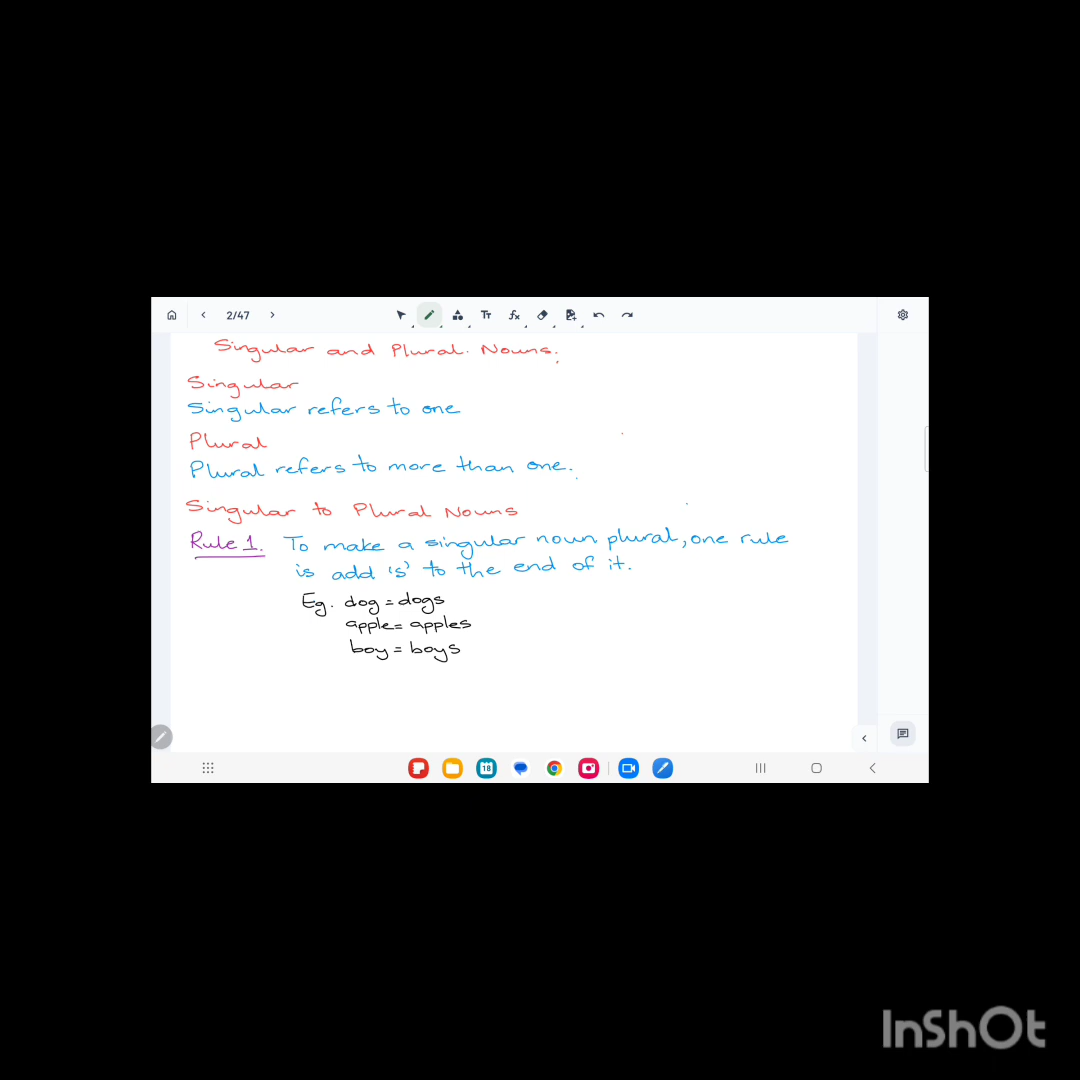 2/47
Singular and Plural. Nouns:
Singular
Singular refers to one
Plural
Plural refers to more than one.
Singular to Plural Nouns
Rule 1. To make a singular noun plural, one rule
is add 's' to the end of it.
Eg. dog = dogs
apple = apples
boy = boys
18
InShOt